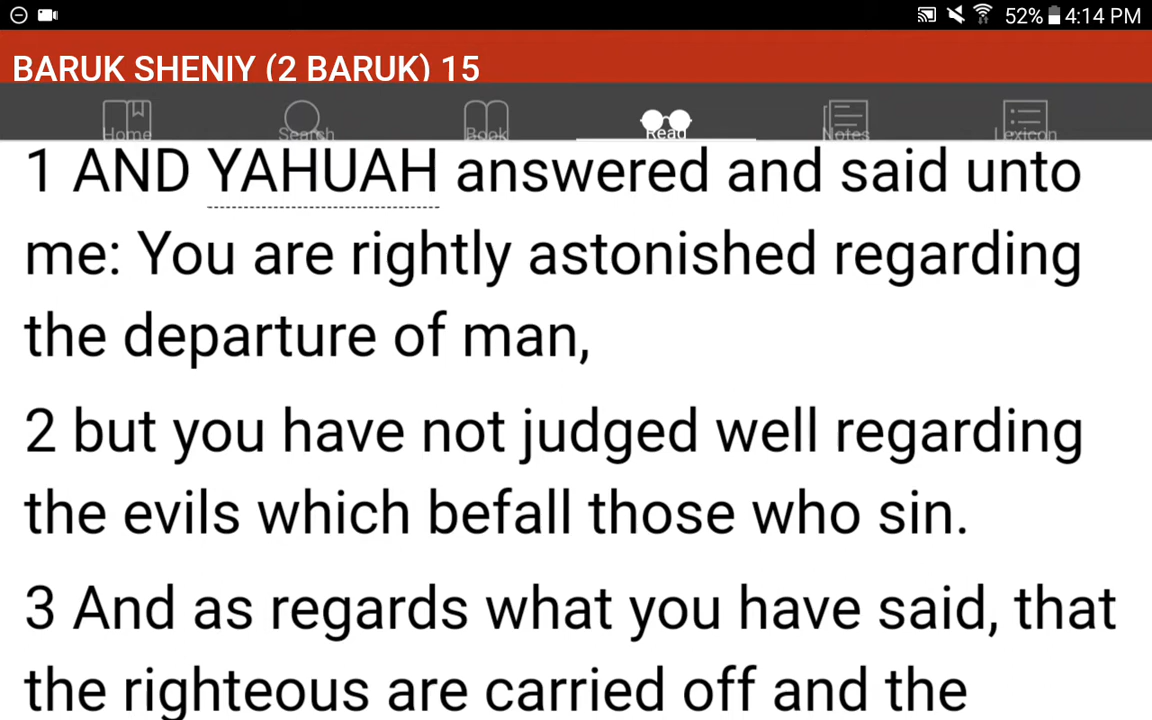 52% 4:14 PM
BARUK SHENIY (2 BARUK) 15
Home Search Book Read Notes Lexicon
1 AND YAHUAH answered and said unto
me: You are rightly astonished regarding
the departure of man,
2 but you have not judged well regarding
the evils which befall those who sin.
3 And as regards what you have said, that
the righteous are carried off and the